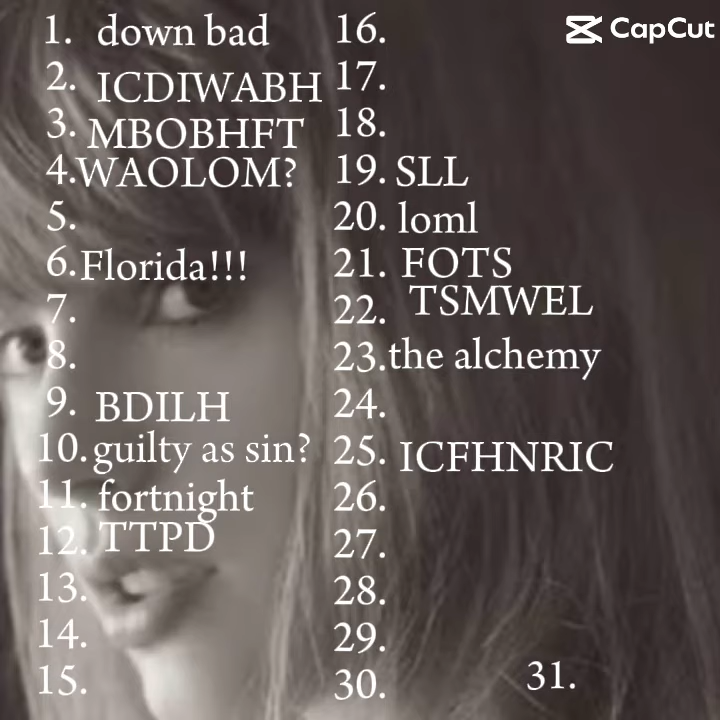 1. down bad
2. ICDIWABH
3. MBOBHFT
4. WAOLOM?
5.
6. Florida!!!
7.
8.
9. BDILH
10. guilty as sin?
11. fortnight
12. TTPD
13.
14.
15.
16.
17.
18.
19. SLL
20. loml
21. FOTS
22. TSMWEL
23. the alchemy
24.
25. ICFHNRIC
26.
27.
28.
29.
30.
31.
CapCut